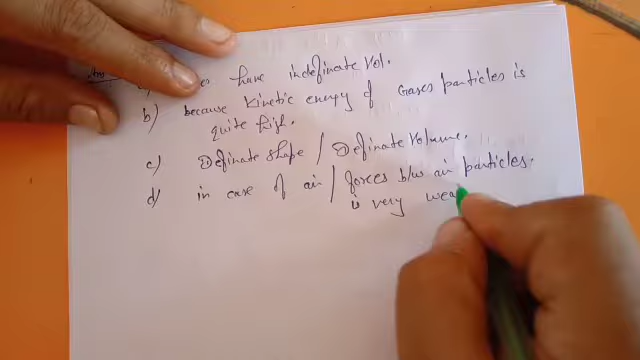 have indefinate vol.
b) because Kinetic energy of Gases particles is
quite high.
c) Definate shape / Definate Volume.
d) in case of air / forces b/w air particles.
is very wea